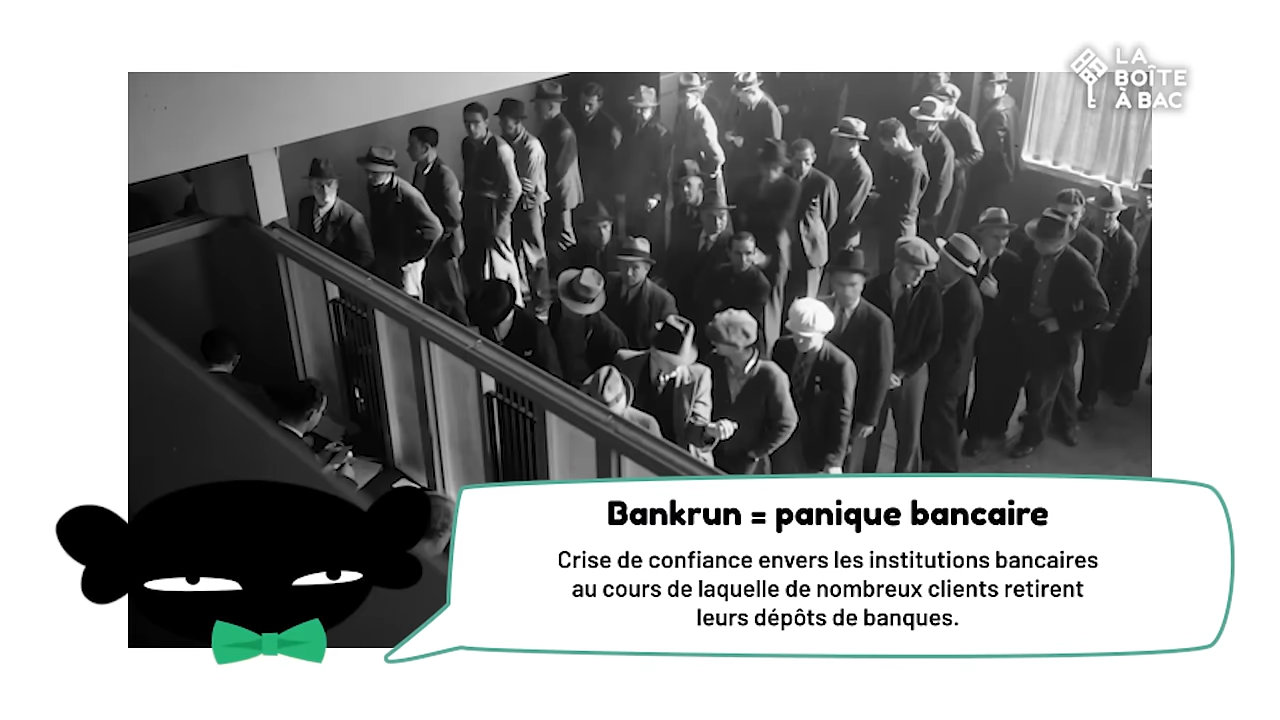 LA
BOÎTE
À BAC
Bankrun = panique bancaire
Crise de confiance envers les institutions bancaires
au cours de laquelle de nombreux clients retirent
leurs dépôts de banques.